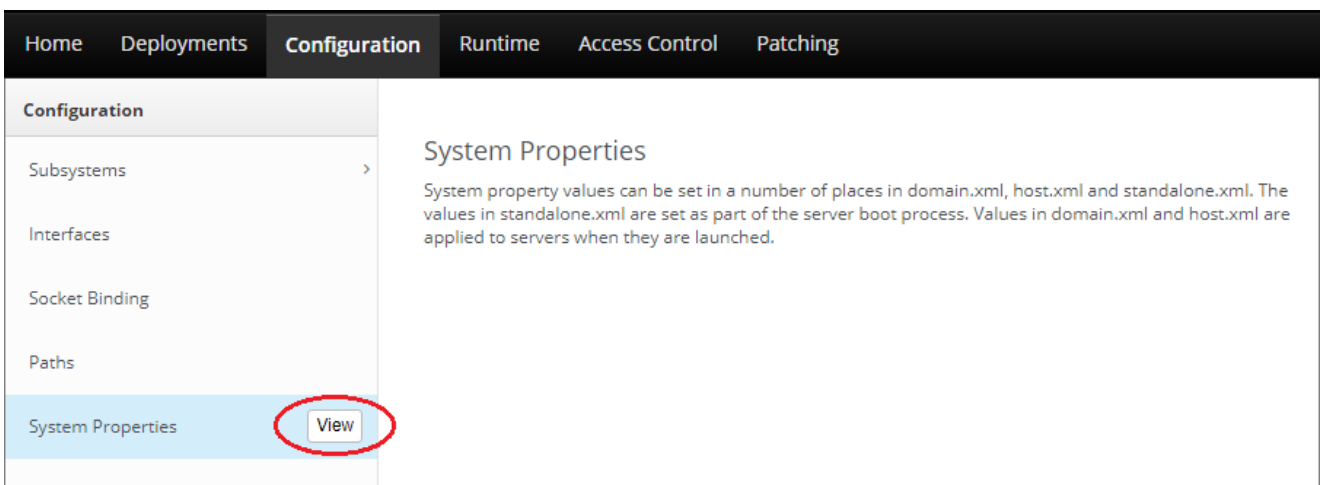 Home Deployments Configuration Runtime Access Control Patching
Configuration
Subsystems
Interfaces
Socket Binding
Paths
System Properties View
System Properties
System property values can be set in a number of places in domain.xml, host.xml and standalone.xml. The
values in standalone.xml are set as part of the server boot process. Values in domain.xml and host.xml are
applied to servers when they are launched.